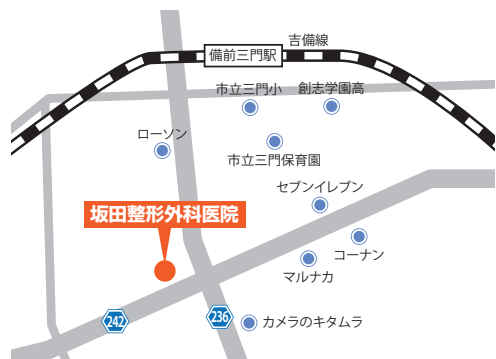 吉備線
備前三門駅
市立三門小
創志学園高
ローソン
市立三門保育園
セブンイレブン
坂田整形外科医院
コーナン
マルナカ
242
236
カメラのキタムラ